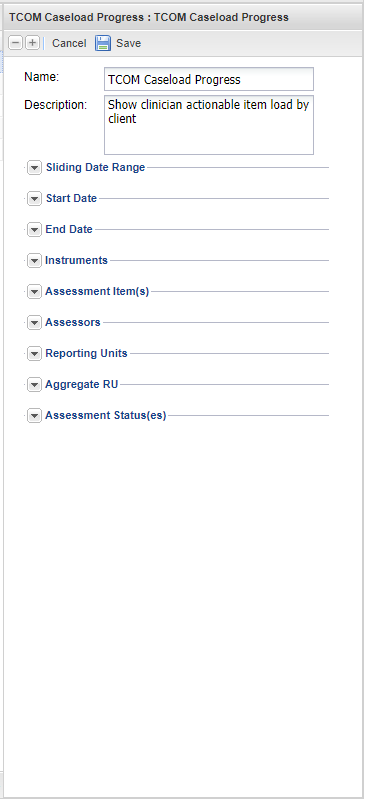 TCOM Caseload Progress : TCOM Caseload Progress
Cancel Save
Name: TCOM Caseload Progress
Description: Show clinician actionable item load by
client
Sliding Date Range
Start Date
End Date
Instruments
Assessment Item(s)
Assessors
Reporting Units
Aggregate RU
Assessment Status(es)